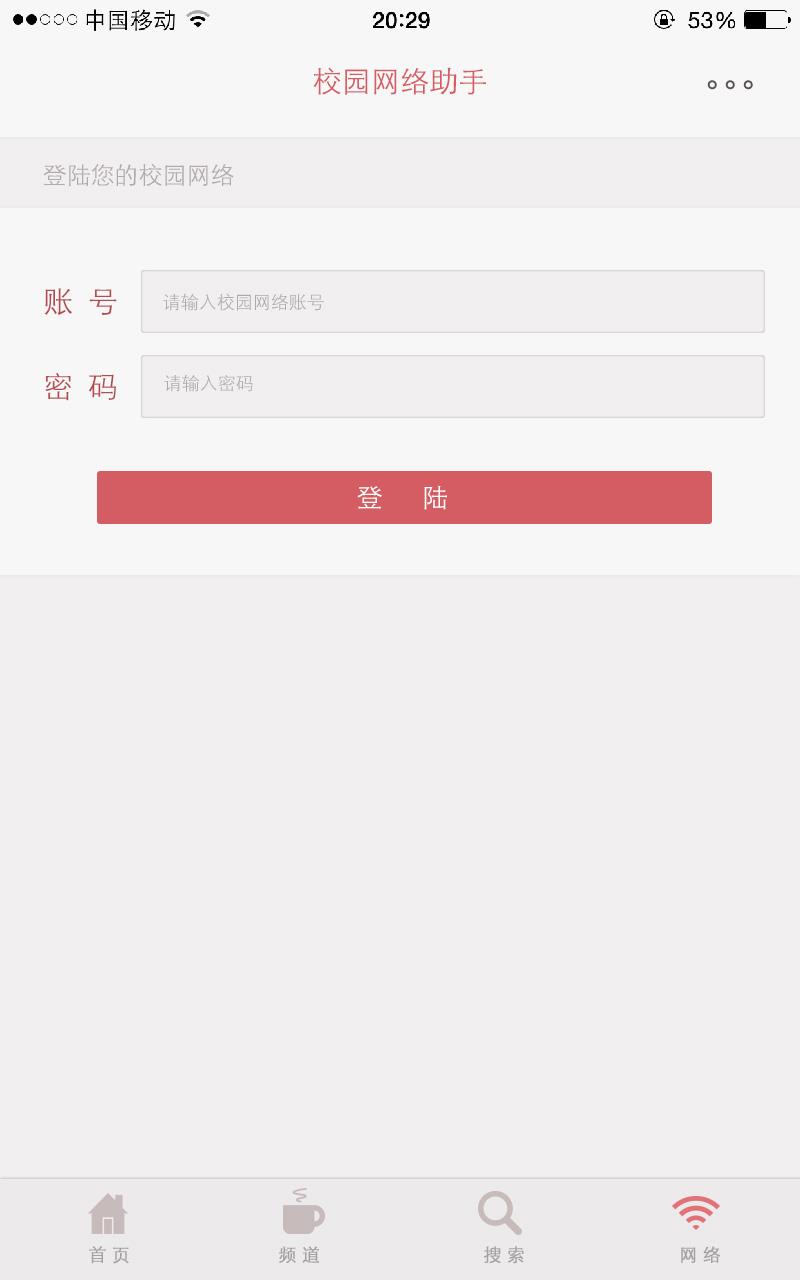 中国移动 20:29 53%
校园网络助手
登陆您的校园网络
账 号 请输入校园网络账号
密 码 请输入密码
登 陆
首页 频道 搜索 网络